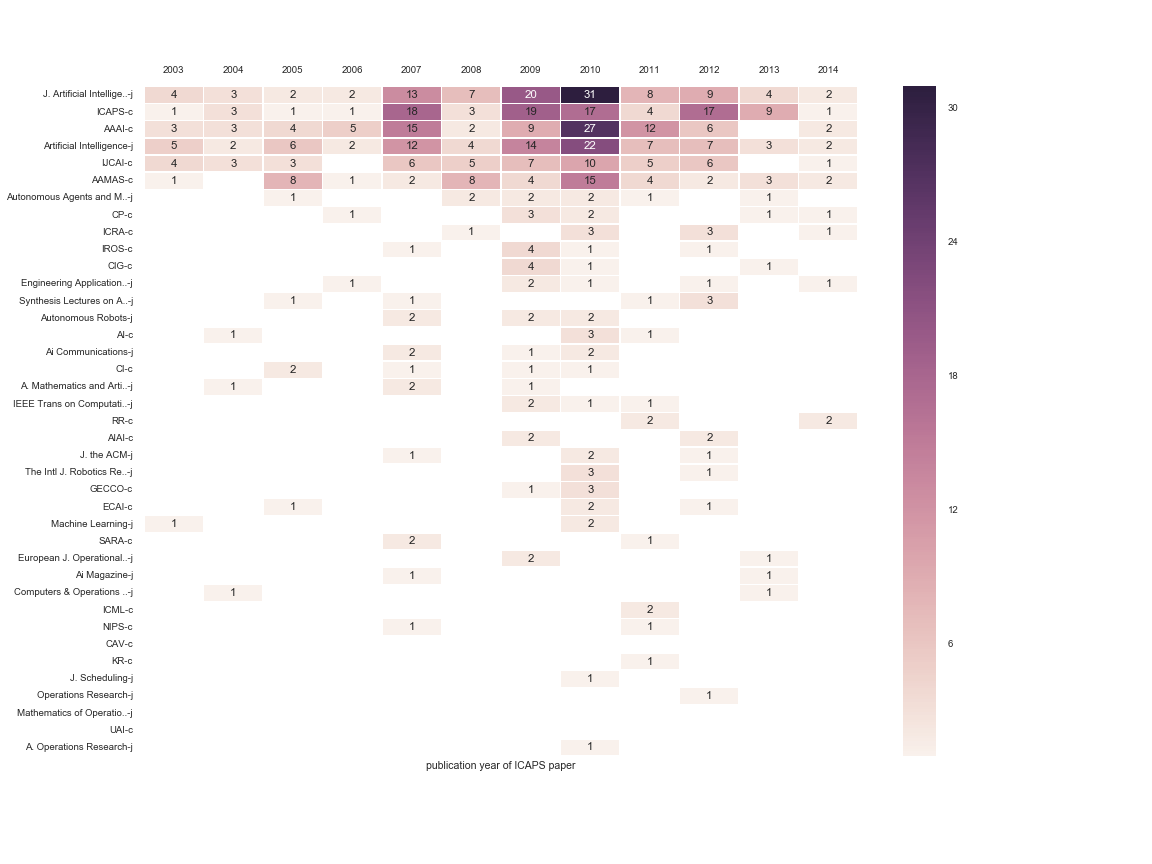 2003 2004 2005 2006 2007 2008 2009 2010 2011 2012 2013 2014
J. Artificial Intellige..-j 4 3 2 2 13 7 20 31 8 9 4 2
30
ICAPS-c 1 3 1 1 18 3 19 17 4 17 9 1
AAAI-c 3 3 4 5 15 2 9 27 12 6 2
Artificial Intelligence-j 5 2 6 2 12 4 14 22 7 7 3 2
IJCAI-c 4 3 3 6 5 7 10 5 6 1
AAMAS-c 1 8 1 2 8 4 15 4 2 3 2
Autonomous Agents and M..-j 1 2 2 2 1 1
CP-c 1 3 2 1 1
ICRA-c 1 3 3 1
24
IROS-c 1 4 1 1
CIG-c 4 1 1
Engineering Application..-j 1 2 1 1 1
Synthesis Lectures on A..-j 1 1 1 3
Autonomous Robots-j 2 2 2
AI-c 1 3 1
Ai Communications-j 2 1 2
CI-c 2 1 1 1
18
A. Mathematics and Arti..-j 1 2 1
IEEE Trans on Computati..-j 2 1 1
RR-c 2 2
AIAI-c 2 2
J. the ACM-j 1 2 1
The Intl J. Robotics Re..-j 3 1
GECCO-c 1 3
ECAI-c 1 2 1
12
Machine Learning-j 1 2
SARA-c 2 1
European J. Operational..-j 2 1
Ai Magazine-j 1 1
Computers & Operations ..-j 1 1
ICML-c 2
NIPS-c 1 1
CAV-c
6
KR-c 1
J. Scheduling-j 1
Operations Research-j 1
Mathematics of Operatio..-j
UAI-c
A. Operations Research-j 1
publication year of ICAPS paper